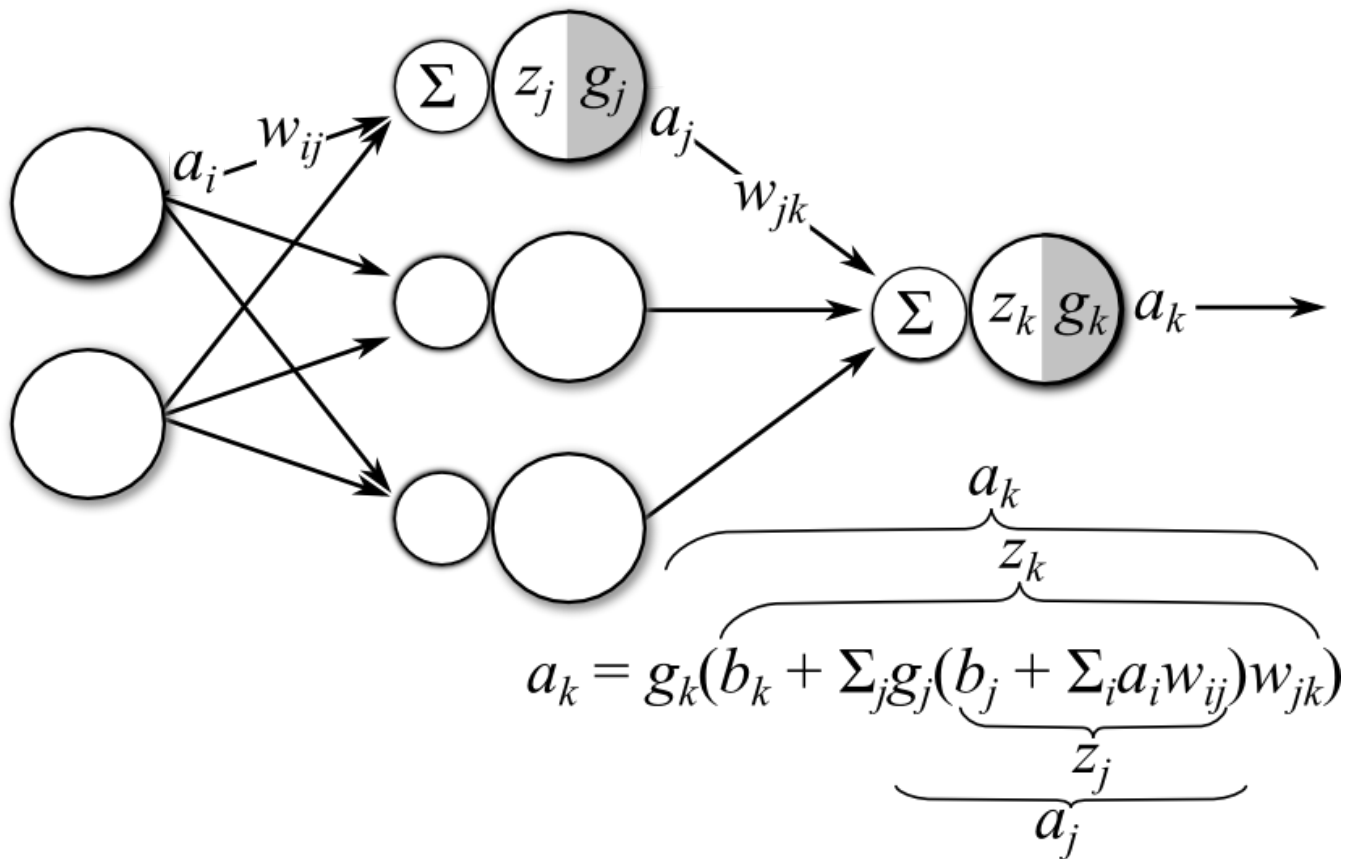 Σ z_j g_j
a_i w_ij
a_j
w_jk
Σ z_k g_k a_k
a_k
z_k
a_k = g_k(b_k + Σ_j g_j(b_j + Σ_i a_i w_ij)w_jk)
z_j
a_j